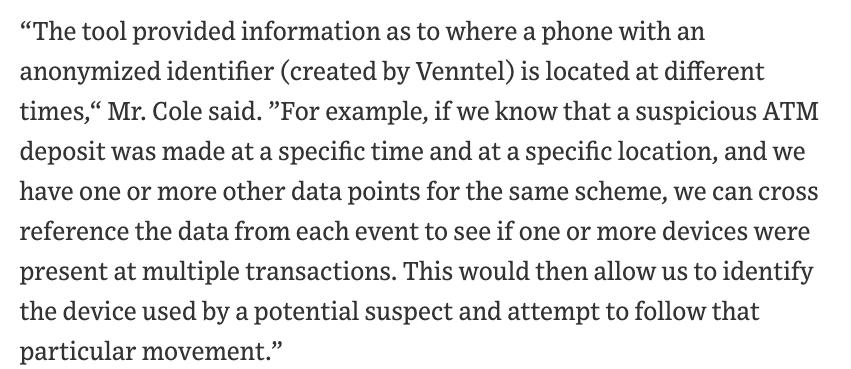 “The tool provided information as to where a phone with an
anonymized identifier (created by Venntel) is located at different
times,“ Mr. Cole said. ”For example, if we know that a suspicious ATM
deposit was made at a specific time and at a specific location, and we
have one or more other data points for the same scheme, we can cross
reference the data from each event to see if one or more devices were
present at multiple transactions. This would then allow us to identify
the device used by a potential suspect and attempt to follow that
particular movement.”